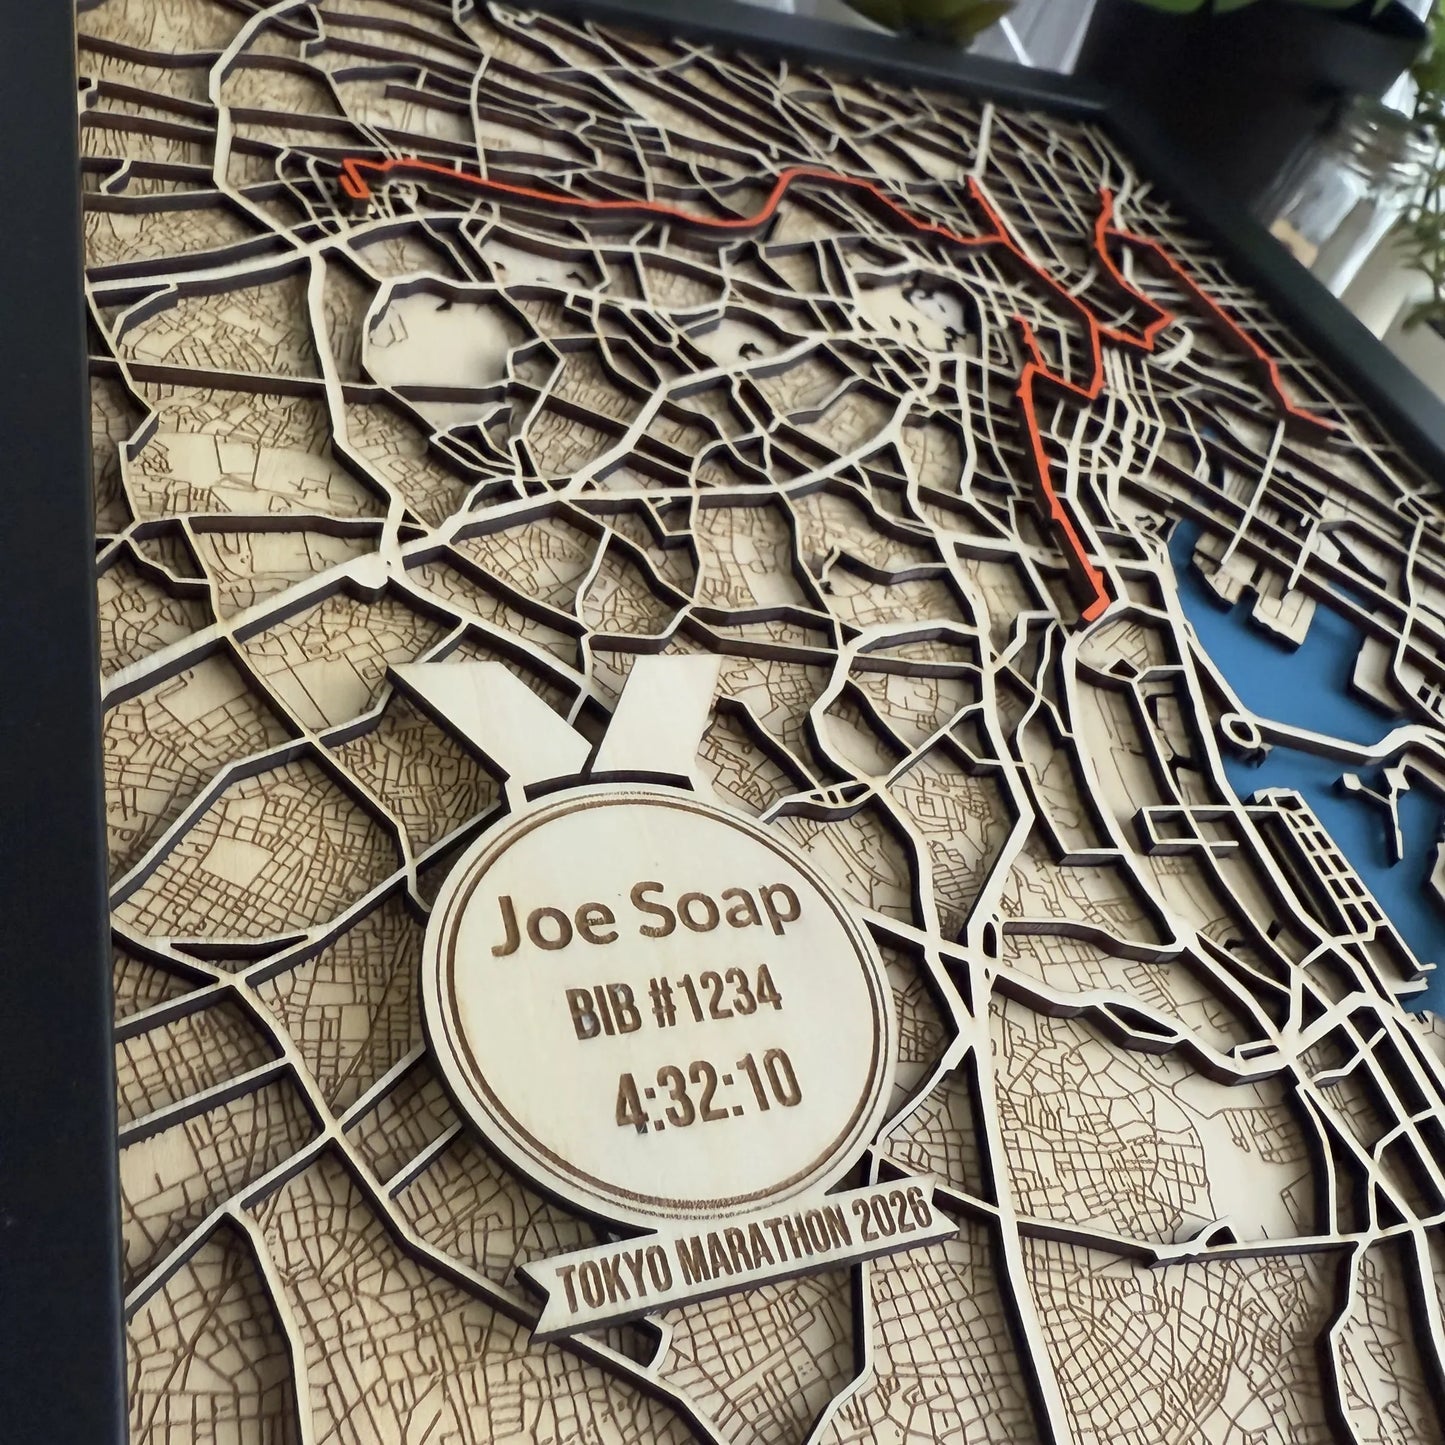 Joe Soap
BIB #1234
4:32:10
TOKYO MARATHON 2026